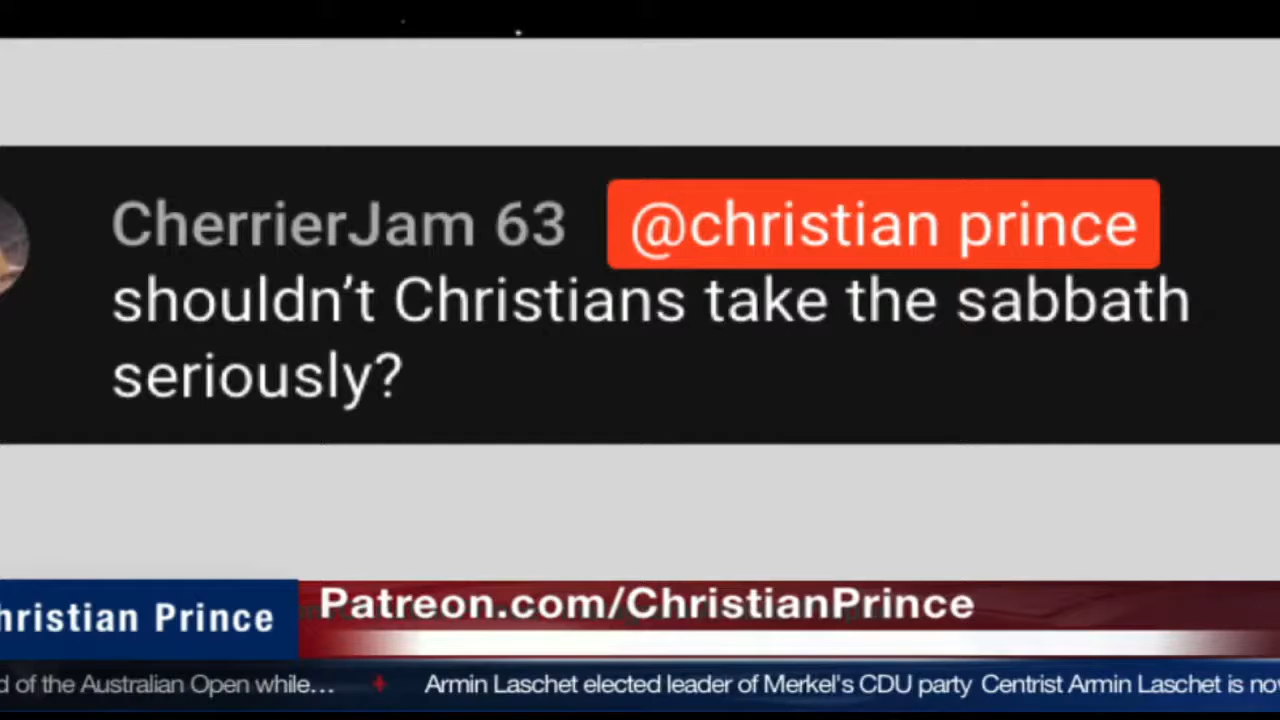 CherrierJam 63 @christian prince
shouldn't Christians take the sabbath
seriously?
hristian Prince
Patreon.com/ChristianPrince
d of the Australian Open while... Armin Laschet elected leader of Merkel's CDU party Centrist Armin Laschet is nov